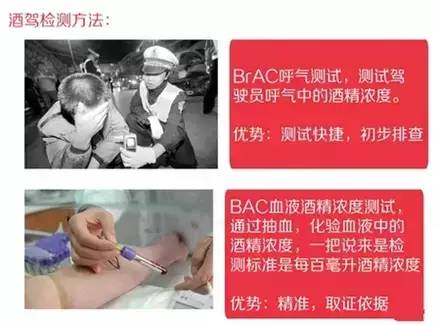 酒驾检测方法：
BrAC呼气测试，测试驾
驶员呼气中的酒精浓度。
优势：测试快捷，初步排查
BAC血液酒精浓度测试，
通过抽血，化验血液中的
酒精浓度，一把说来是检
测标准是每百毫升酒精浓度
优势：精准，取证依据